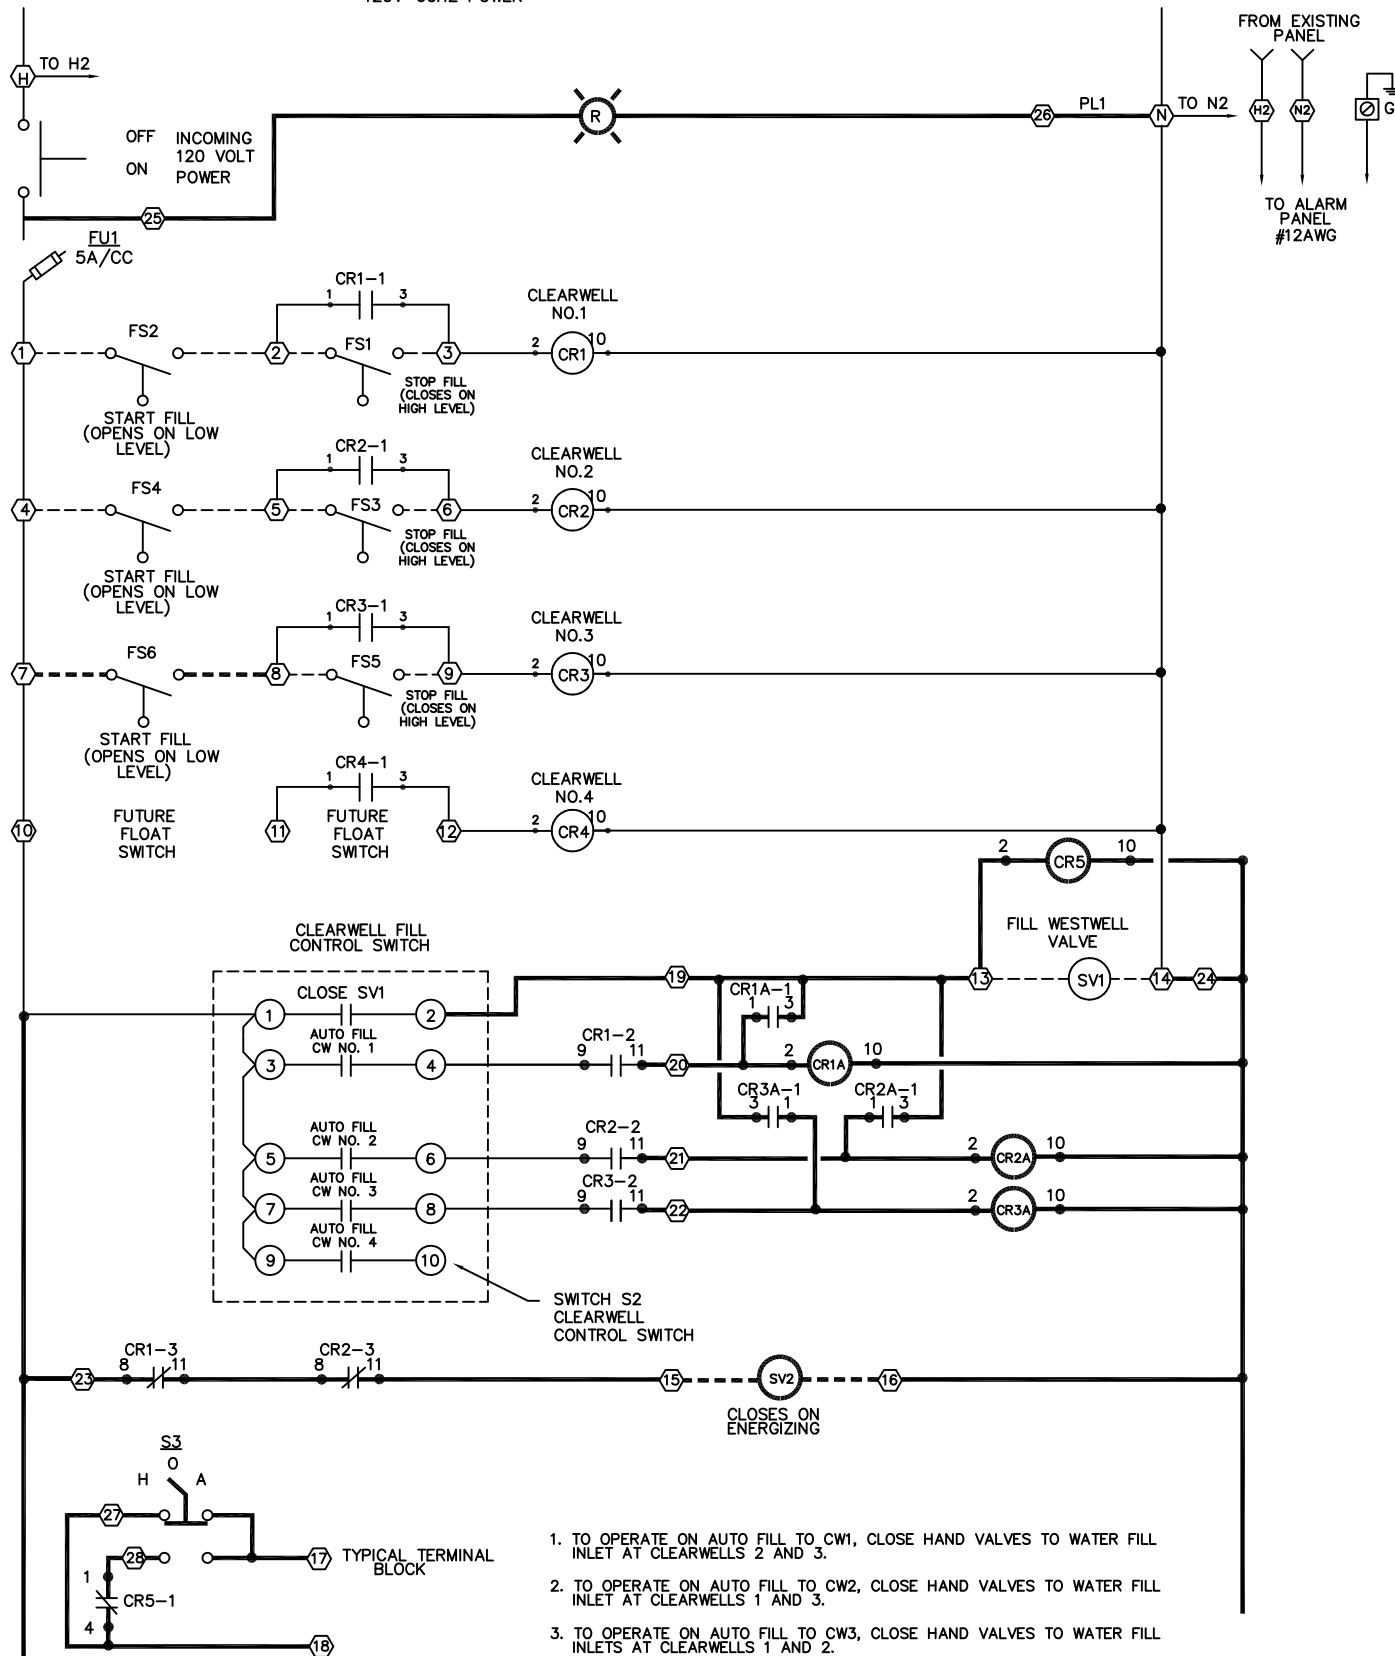 FROM EXISTING
PANEL
H
TO H2
R
26
PL1
N
TO N2
H2
N2
G
OFF
ON
INCOMING
120 VOLT
POWER
25
TO ALARM
PANEL
#12AWG
FU1
5A/CC
CR1-1
1
3
CLEARWELL
NO.1
1
FS2
2
FS1
3
2
CR1
10
STOP FILL
(CLOSES ON
HIGH LEVEL)
START FILL
(OPENS ON LOW
LEVEL)
CR2-1
1
3
CLEARWELL
NO.2
4
FS4
5
FS3
6
2
CR2
10
STOP FILL
(CLOSES ON
HIGH LEVEL)
START FILL
(OPENS ON LOW
LEVEL)
CR3-1
1
3
CLEARWELL
NO.3
7
FS6
8
FS5
9
2
CR3
10
STOP FILL
(CLOSES ON
HIGH LEVEL)
START FILL
(OPENS ON LOW
LEVEL)
CR4-1
1
3
CLEARWELL
NO.4
10
FUTURE
FLOAT
SWITCH
11
FUTURE
FLOAT
SWITCH
12
2
CR4
10
2
CR5
10
FILL WESTWELL
VALVE
13
SV1
14
24
CLEARWELL FILL
CONTROL SWITCH
19
1
CLOSE SV1
2
CR1A-1
1
3
3
AUTO FILL
CW NO. 1
4
CR1-2
9
11
20
2
CR1A
10
CR3A-1
3
1
CR2A-1
1
3
5
AUTO FILL
CW NO. 2
6
CR2-2
9
11
21
2
CR2A
10
7
AUTO FILL
CW NO. 3
8
CR3-2
9
11
22
2
CR3A
10
9
AUTO FILL
CW NO. 4
10
SWITCH S2
CLEARWELL
CONTROL SWITCH
23
CR1-3
8
11
CR2-3
8
11
15
SV2
16
CLOSES ON
ENERGIZING
S3
O
H
A
27
28
17
TYPICAL TERMINAL
BLOCK
1
CR5-1
4
18
1. TO OPERATE ON AUTO FILL TO CW1, CLOSE HAND VALVES TO WATER FILL
INLET AT CLEARWELLS 2 AND 3.
2. TO OPERATE ON AUTO FILL TO CW2, CLOSE HAND VALVES TO WATER FILL
INLET AT CLEARWELLS 1 AND 3.
3. TO OPERATE ON AUTO FILL TO CW3, CLOSE HAND VALVES TO WATER FILL
INLETS AT CLEARWELLS 1 AND 2.